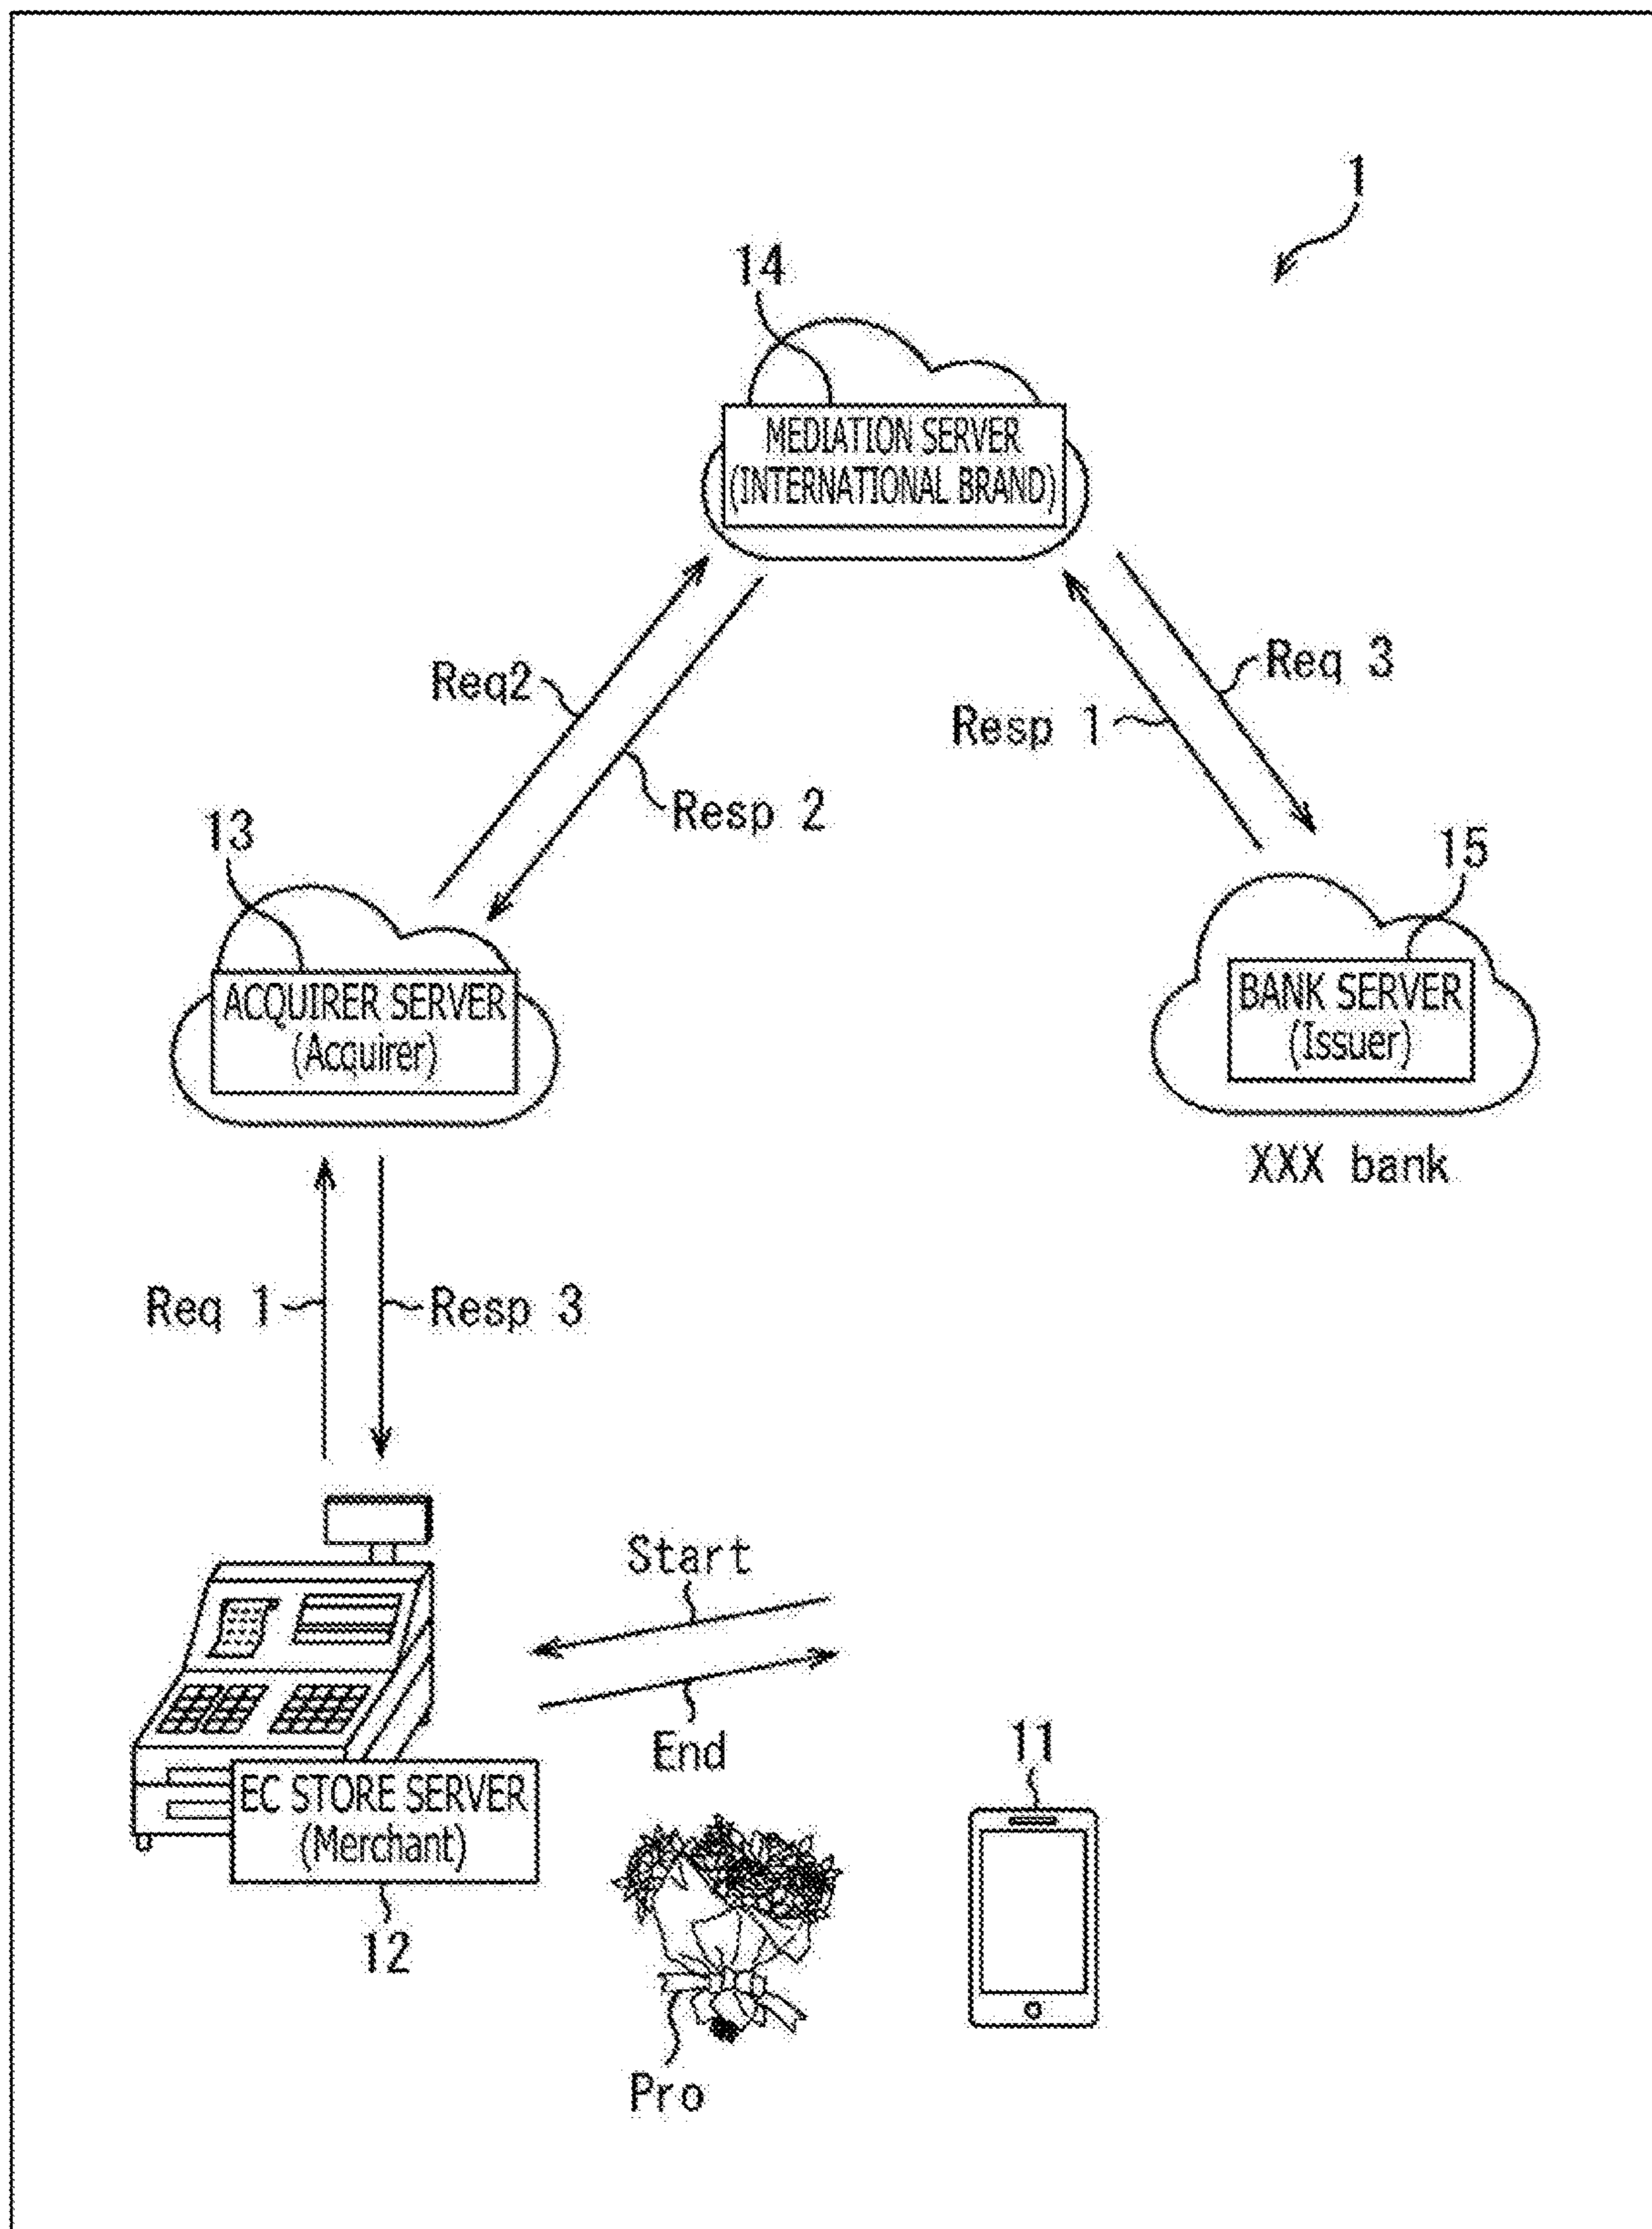 1
14
MEDIATION SERVER
(INTERNATIONAL BRAND)
Req2
Req 3
Resp 1
Resp 2
13
15
ACQUIRER SERVER
(Acquirer)
BANK SERVER
(Issuer)
XXX bank
Req 1
Resp 3
Start
End
11
EC STORE SERVER
(Merchant)
12
Pro